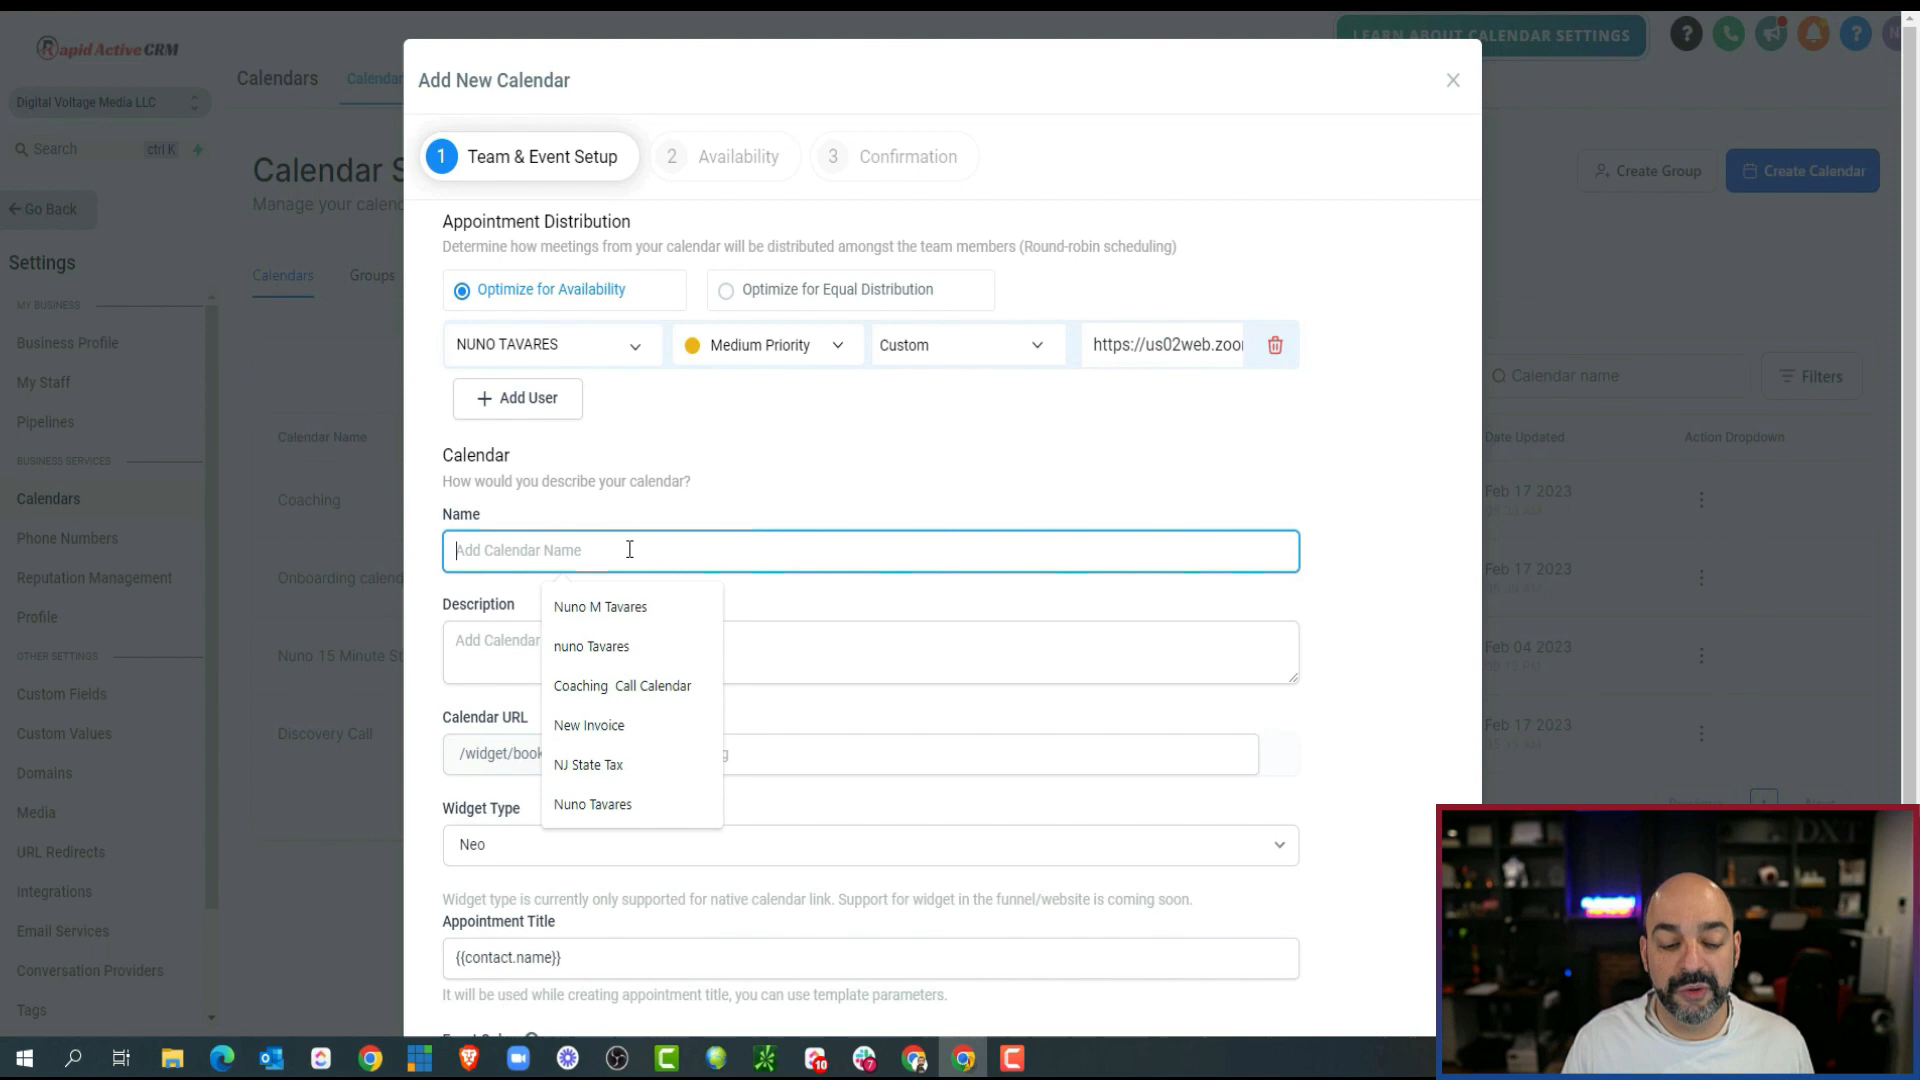 Rapid Active CRM
Digital Voltage Media LLC
Search
ctrl K
Go Back
Settings
MY BUSINESS
Business Profile
My Staff
Pipelines
BUSINESS SERVICES
Calendars
Phone Numbers
Reputation Management
Profile
OTHER SETTINGS
Custom Fields
Custom Values
Domains
Media
URL Redirects
Integrations
Email Services
Conversation Providers
Tags
Calendars
Calendar
LEARN ABOUT CALENDAR SETTINGS
Calendar S
Manage your calend
Create Group
Create Calendar
Calendars
Groups
Calendar name
Filters
Calendar Name
Date Updated
Action Dropdown
Coaching
Feb 17 2023
Onboarding calend
Feb 17 2023
Nuno 15 Minute St
Feb 04 2023
Discovery Call
Feb 17 2023
Add New Calendar
1 Team & Event Setup
2 Availability
3 Confirmation
Appointment Distribution
Determine how meetings from your calendar will be distributed amongst the team members (Round-robin scheduling)
Optimize for Availability
Optimize for Equal Distribution
NUNO TAVARES
Medium Priority
Custom
https://us02web.zoo
+ Add User
Calendar
How would you describe your calendar?
Name
Add Calendar Name
Nuno M Tavares
nuno Tavares
Coaching Call Calendar
New Invoice
NJ State Tax
Nuno Tavares
Description
Add Calendar
Calendar URL
/widget/book
g
Widget Type
Neo
Widget type is currently only supported for native calendar link. Support for widget in the funnel/website is coming soon.
Appointment Title
{{contact.name}}
It will be used while creating appointment title, you can use template parameters.
10
7
DXT